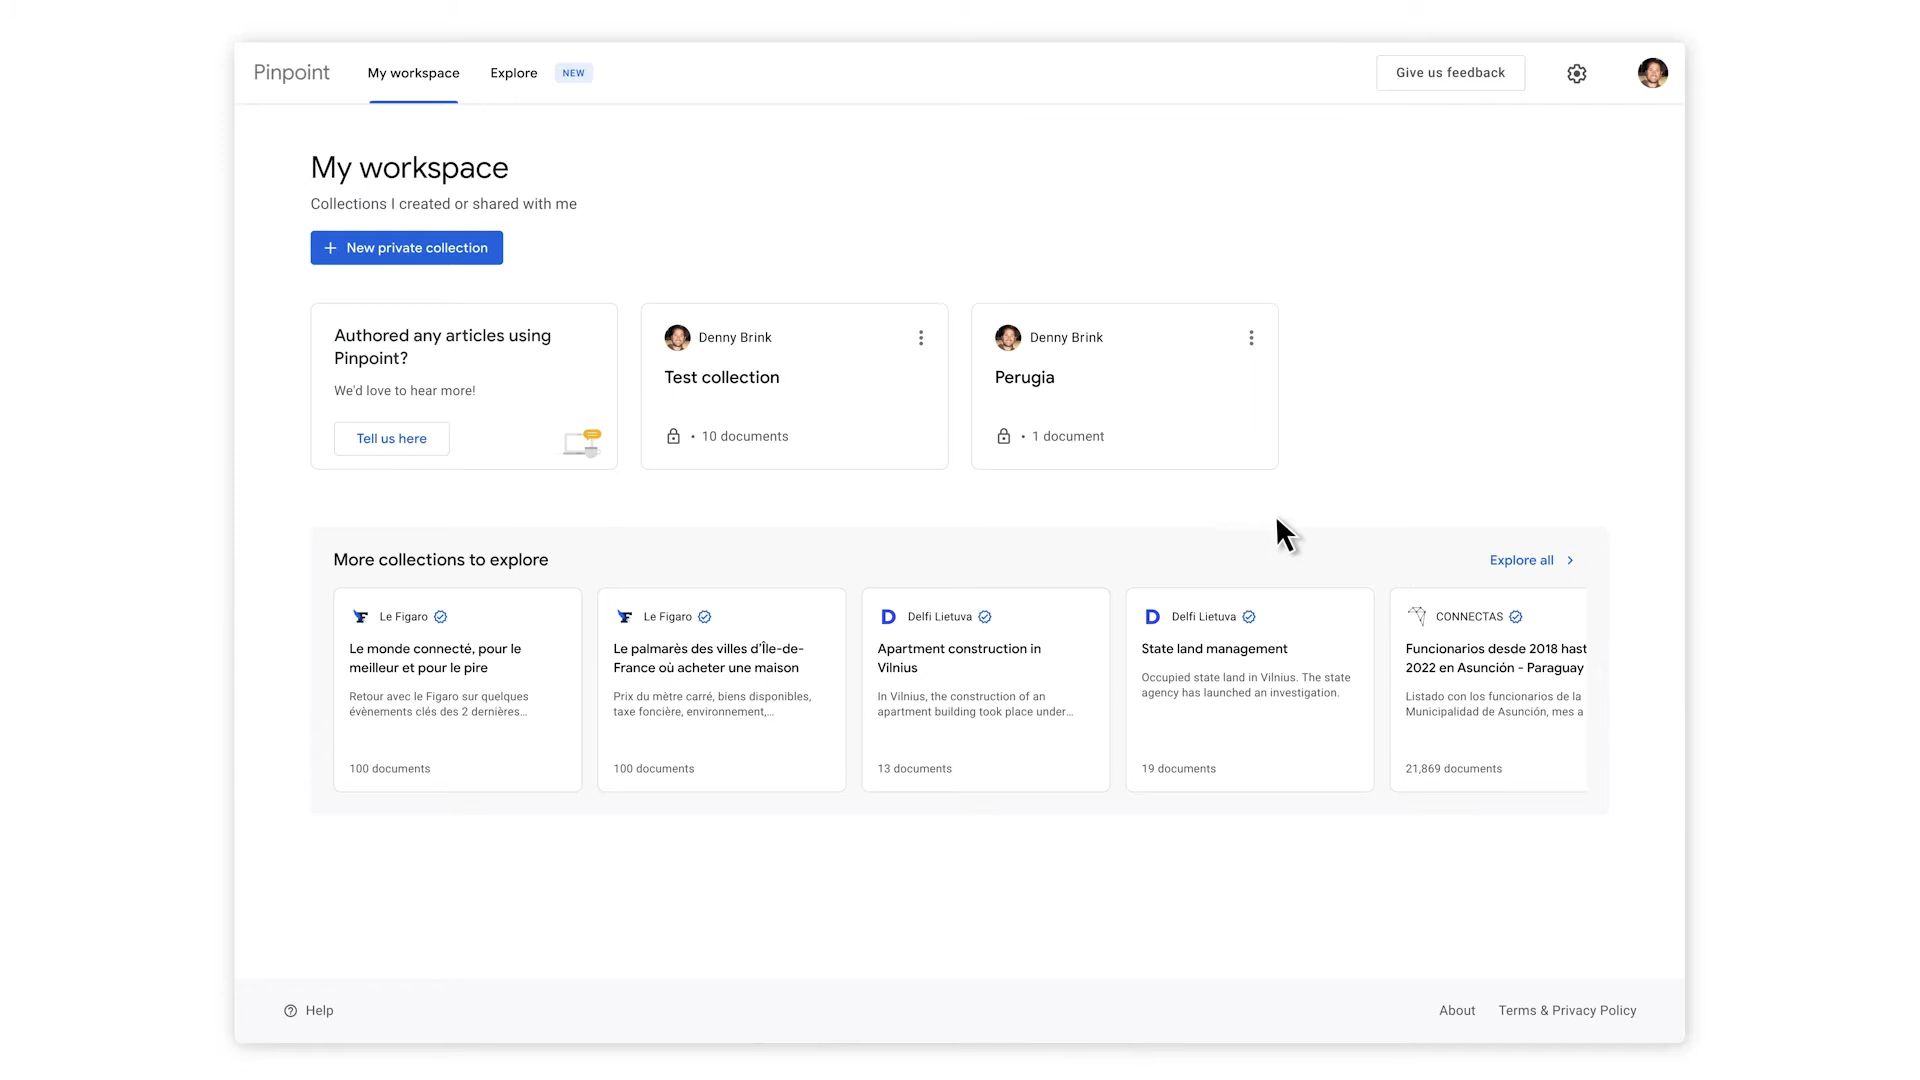 Pinpoint
My workspace
Explore
NEW
Give us feedback
My workspace
Collections I created or shared with me
+ New private collection
Authored any articles using
Pinpoint?
We'd love to hear more!
Tell us here
Denny Brink
Test collection
• 10 documents
Denny Brink
Perugia
• 1 document
More collections to explore
Explore all >
Le Figaro
Le monde connecté, pour le
meilleur et pour le pire
Retour avec le Figaro sur quelques
évènements clés des 2 dernières...
100 documents
Le Figaro
Le palmarès des villes d'Île-de-
France où acheter une maison
Prix du mètre carré, biens disponibles,
taxe foncière, environnement,...
100 documents
D Delfi Lietuva
Apartment construction in
Vilnius
In Vilnius, the construction of an
apartment building took place under...
13 documents
D Delfi Lietuva
State land management
Occupied state land in Vilnius. The state
agency has launched an investigation.
19 documents
CONNECTAS
Funcionarios desde 2018 hast
2022 en Asunción - Paraguay
Listado con los funcionarios de la
Municipalidad de Asunción, mes a
21,869 documents
Help
About
Terms & Privacy Policy